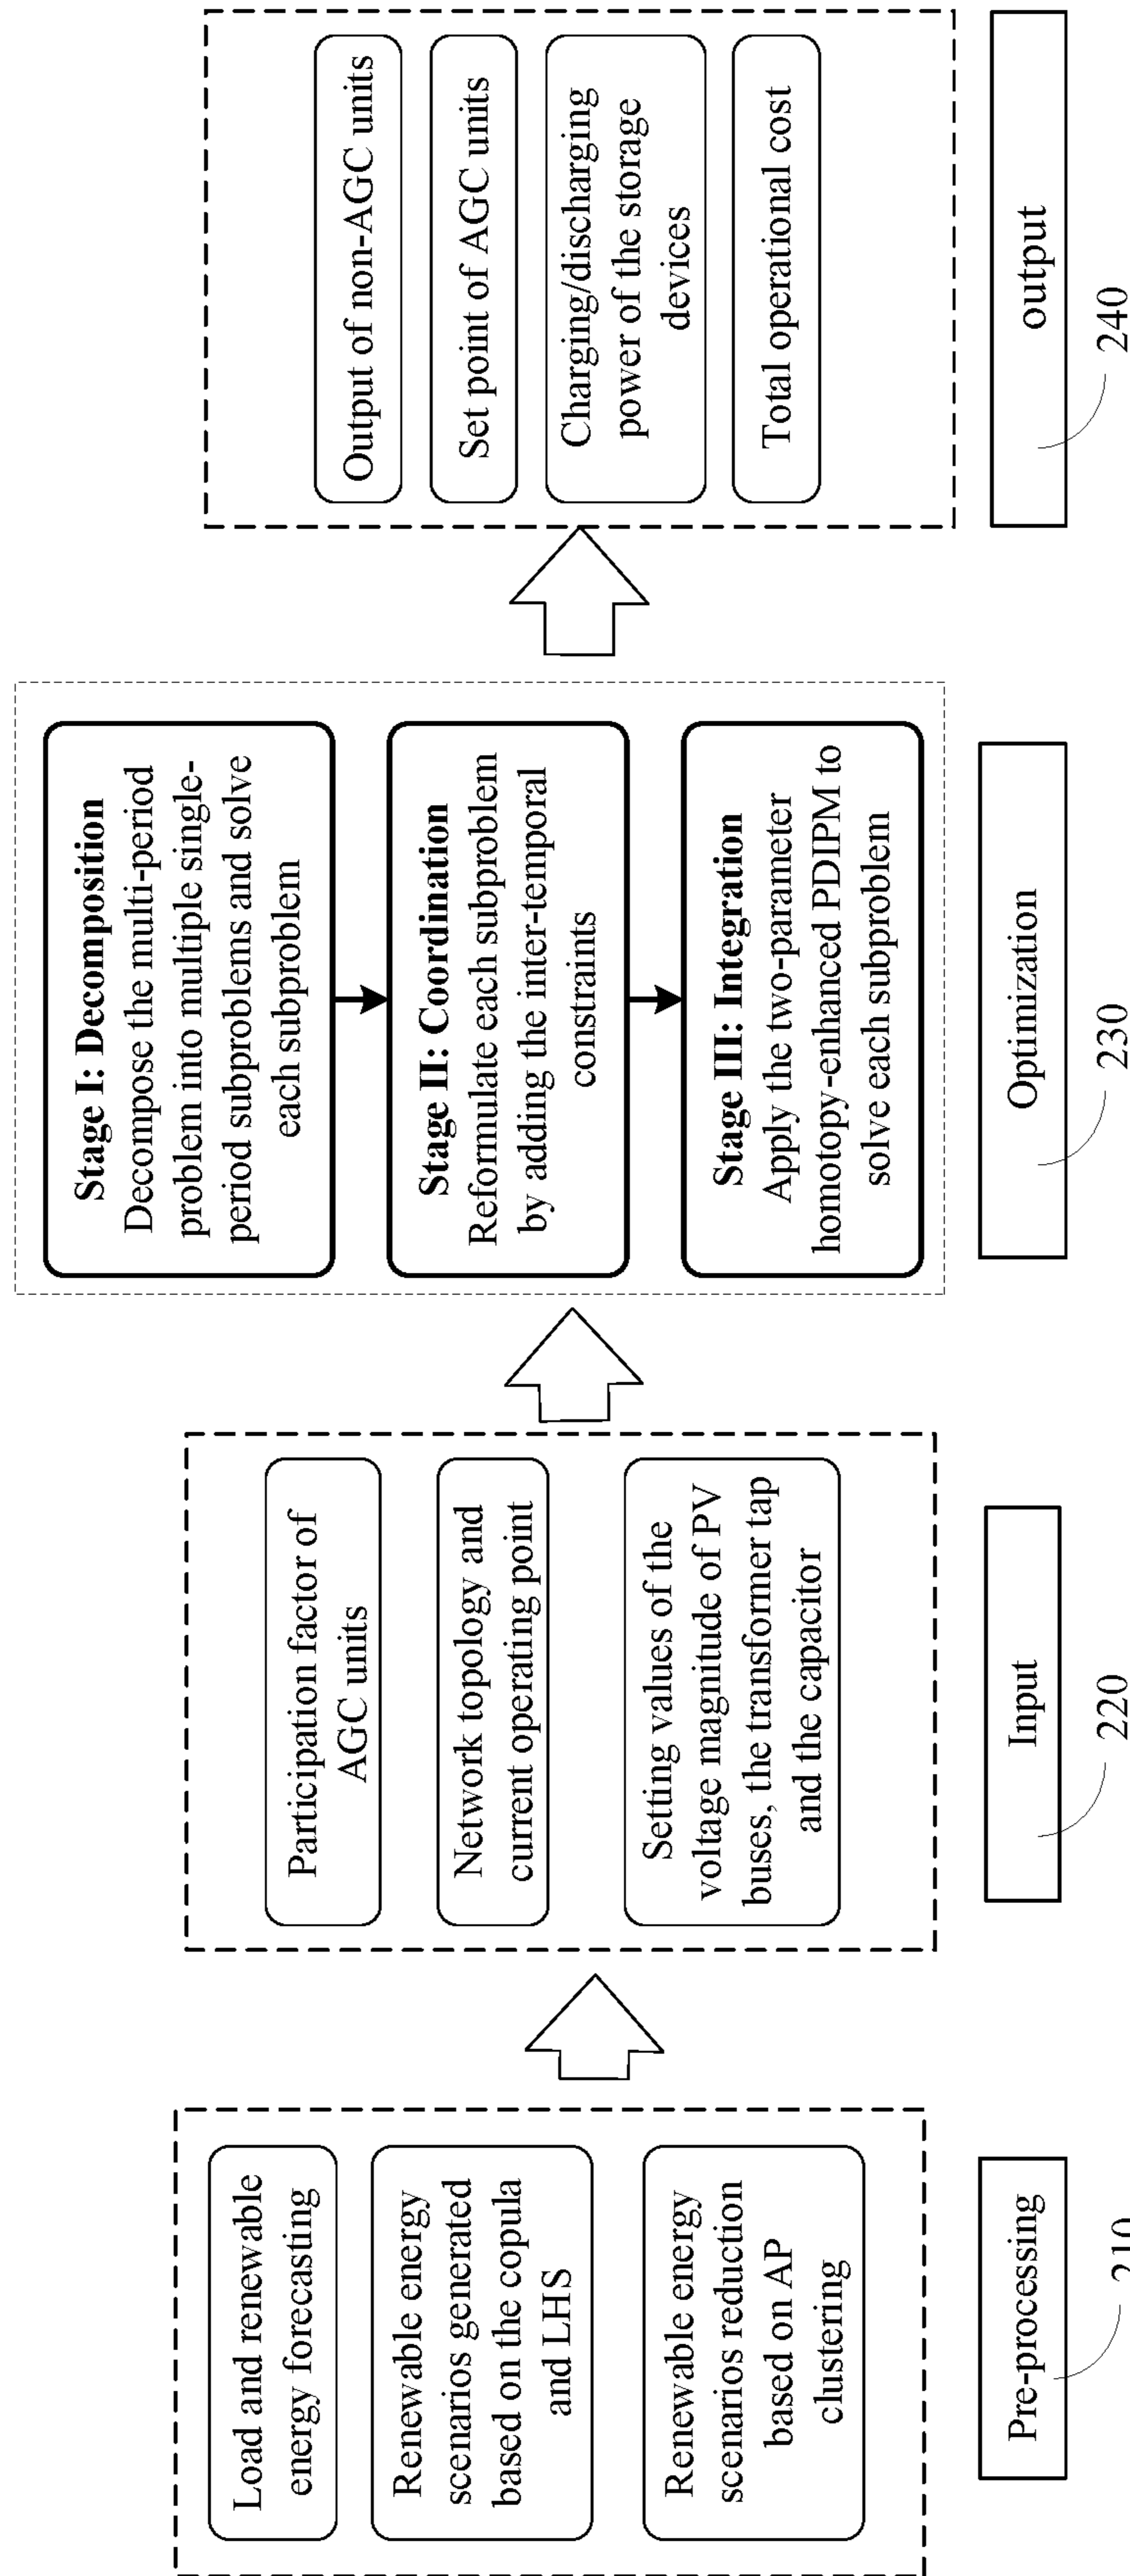 Load and renewable
energy forecasting
Renewable energy
scenarios generated
based on the copula
and LHS
Renewable energy
scenarios reduction
based on AP
clustering
Pre-processing
210
Participation factor of
AGC units
Network topology and
current operating point
Setting values of the
voltage magnitude of PV
buses, the transformer tap
and the capacitor
Input
220
Stage I: Decomposition
Decompose the multi-period
problem into multiple single-
period subproblems and solve
each subproblem
Stage II: Coordination
Reformulate each subproblem
by adding the inter-temporal
constraints
Stage III: Integration
Apply the two-parameter
homotopy-enhanced PDIPM to
solve each subproblem
Optimization
230
Output of non-AGC units
Set point of AGC units
Charging/discharging
power of the storage
devices
Total operational cost
output
240